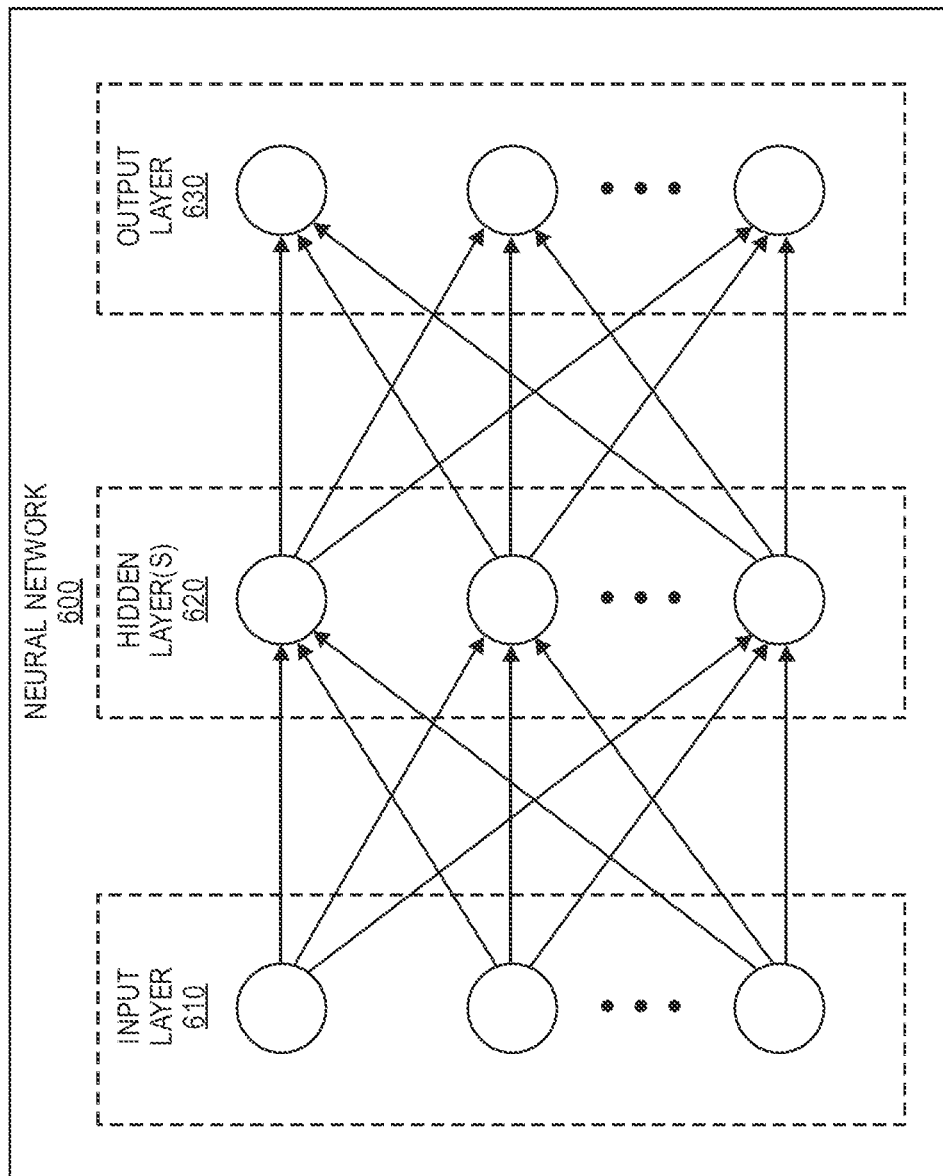 NEURAL NETWORK
600
INPUT
LAYER
610
HIDDEN
LAYER(S)
620
OUTPUT
LAYER
630